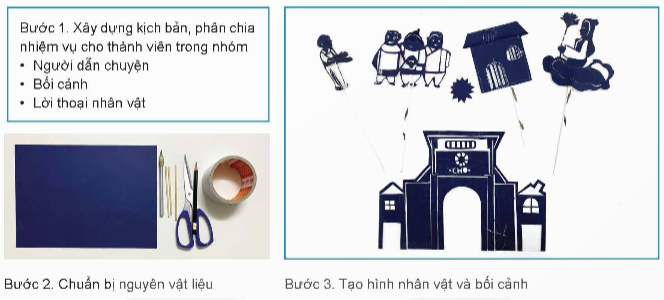 Bước 1. Xây dựng kịch bản, phân chia
nhiệm vụ cho thành viên trong nhóm
• Người dẫn chuyện
• Bối cảnh
• Lời thoại nhân vật
CHỢ
Bước 2. Chuẩn bị nguyên vật liệu
Bước 3. Tạo hình nhân vật và bối cảnh